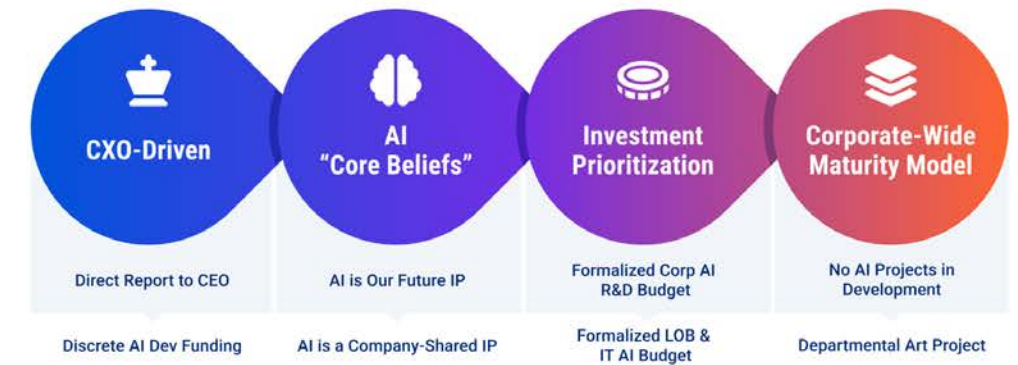 CXO-Driven
AI
“Core Beliefs”
Investment
Prioritization
Corporate-Wide
Maturity Model
Direct Report to CEO
AI is Our Future IP
Formalized Corp AI
R&D Budget
No AI Projects in
Development
Discrete AI Dev Funding
AI is a Company-Shared IP
Formalized LOB &
IT AI Budget
Departmental Art Project